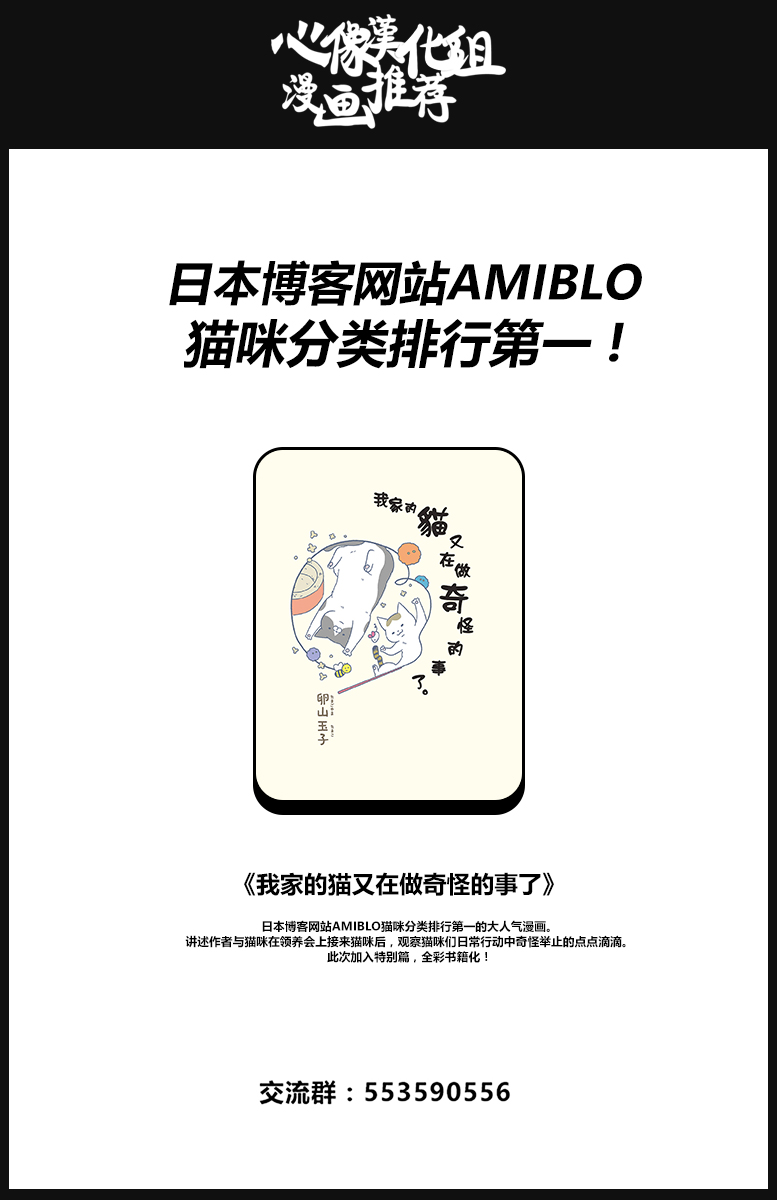 心像漢化组
漫画推荐
日本博客网站AMIBLO
猫咪分类排行第一！
我家的貓又在做奇怪的事了。
卵山玉子
《我家的猫又在做奇怪的事了》
日本博客网站AMIBLO猫咪分类排行第一的大人气漫画。
讲述作者与猫咪在领养会上接来猫咪后，观察猫咪们日常行动中奇怪举止的点点滴滴。
此次加入特别篇，全彩书籍化！
交流群：553590556